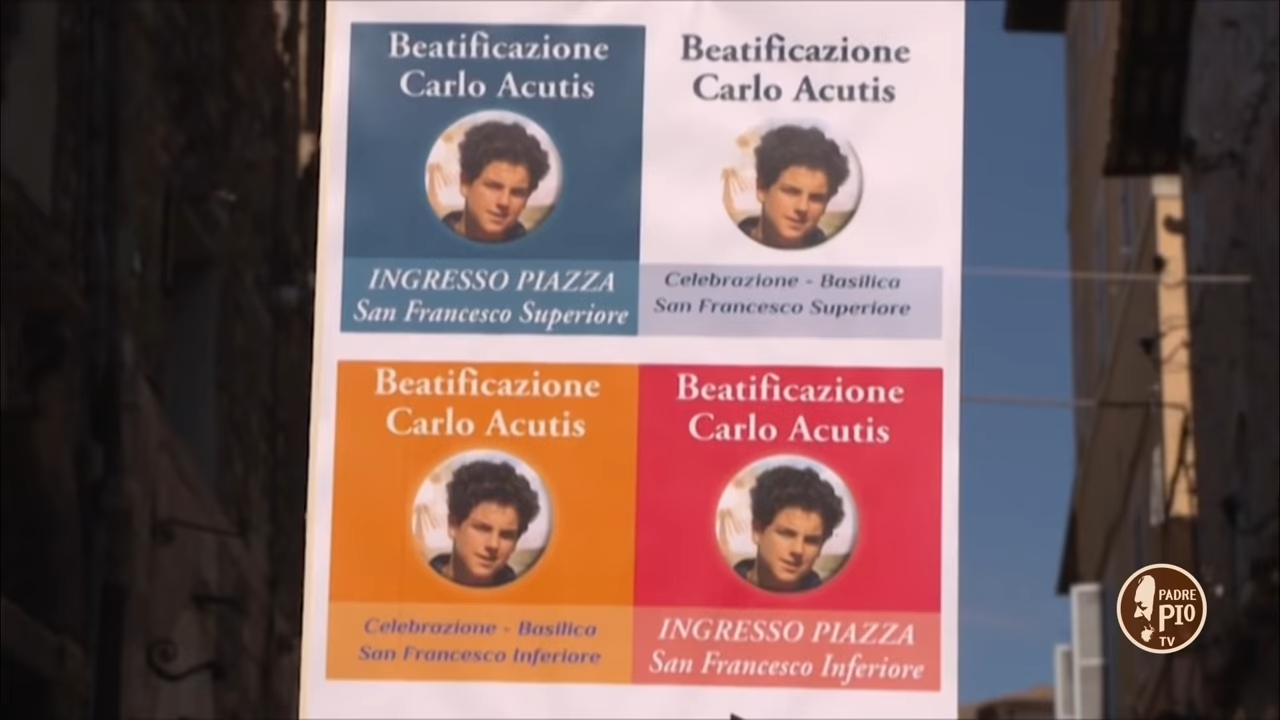 Beatificazione
Carlo Acutis
INGRESSO PIAZZA
San Francesco Superiore
Beatificazione
Carlo Acutis
Celebrazione - Basilica
San Francesco Superiore
Beatificazione
Carlo Acutis
Celebrazione - Basilica
San Francesco Inferiore
Beatificazione
Carlo Acutis
INGRESSO PIAZZA
San Francesco Inferiore
PADRE
PIO
TV